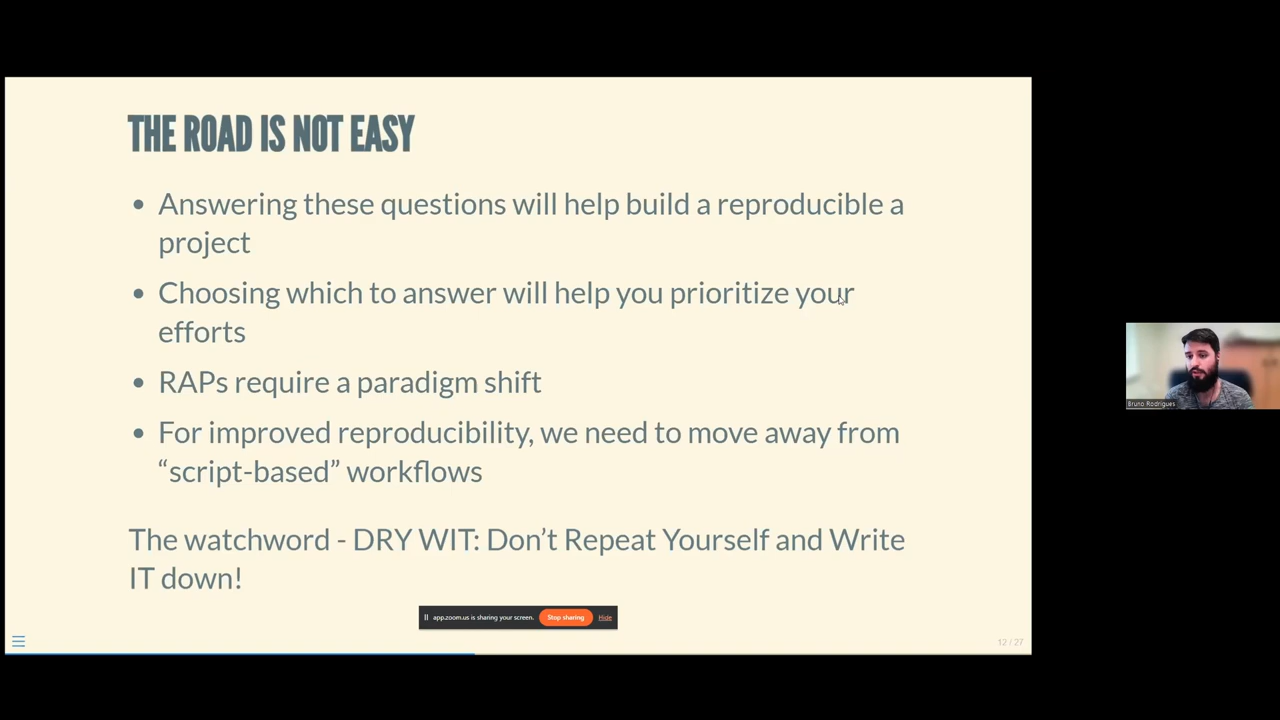 THE ROAD IS NOT EASY
• Answering these questions will help build a reproducible a
project
• Choosing which to answer will help you prioritize your
efforts
• RAPs require a paradigm shift
• For improved reproducibility, we need to move away from
“script-based” workflows
The watchword - DRY WIT: Don’t Repeat Yourself and Write
IT down!
app.zoom.us is sharing your screen. Stop sharing Hide
12 / 27
Bruno Rodrigues